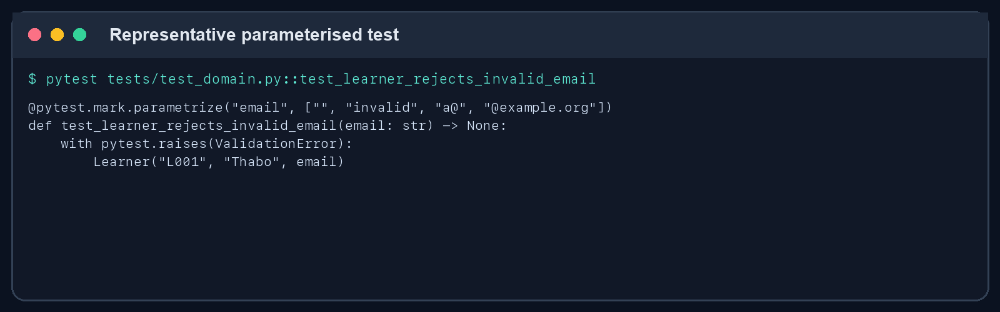 Representative parameterised test
$ pytest tests/test_domain.py::test_learner_rejects_invalid_email
@pytest.mark.parametrize("email", ["", "invalid", "a@", "@example.org"])
def test_learner_rejects_invalid_email(email: str) —> None:
    with pytest.raises(ValidationError):
        Learner("L001", "Thabo", email)